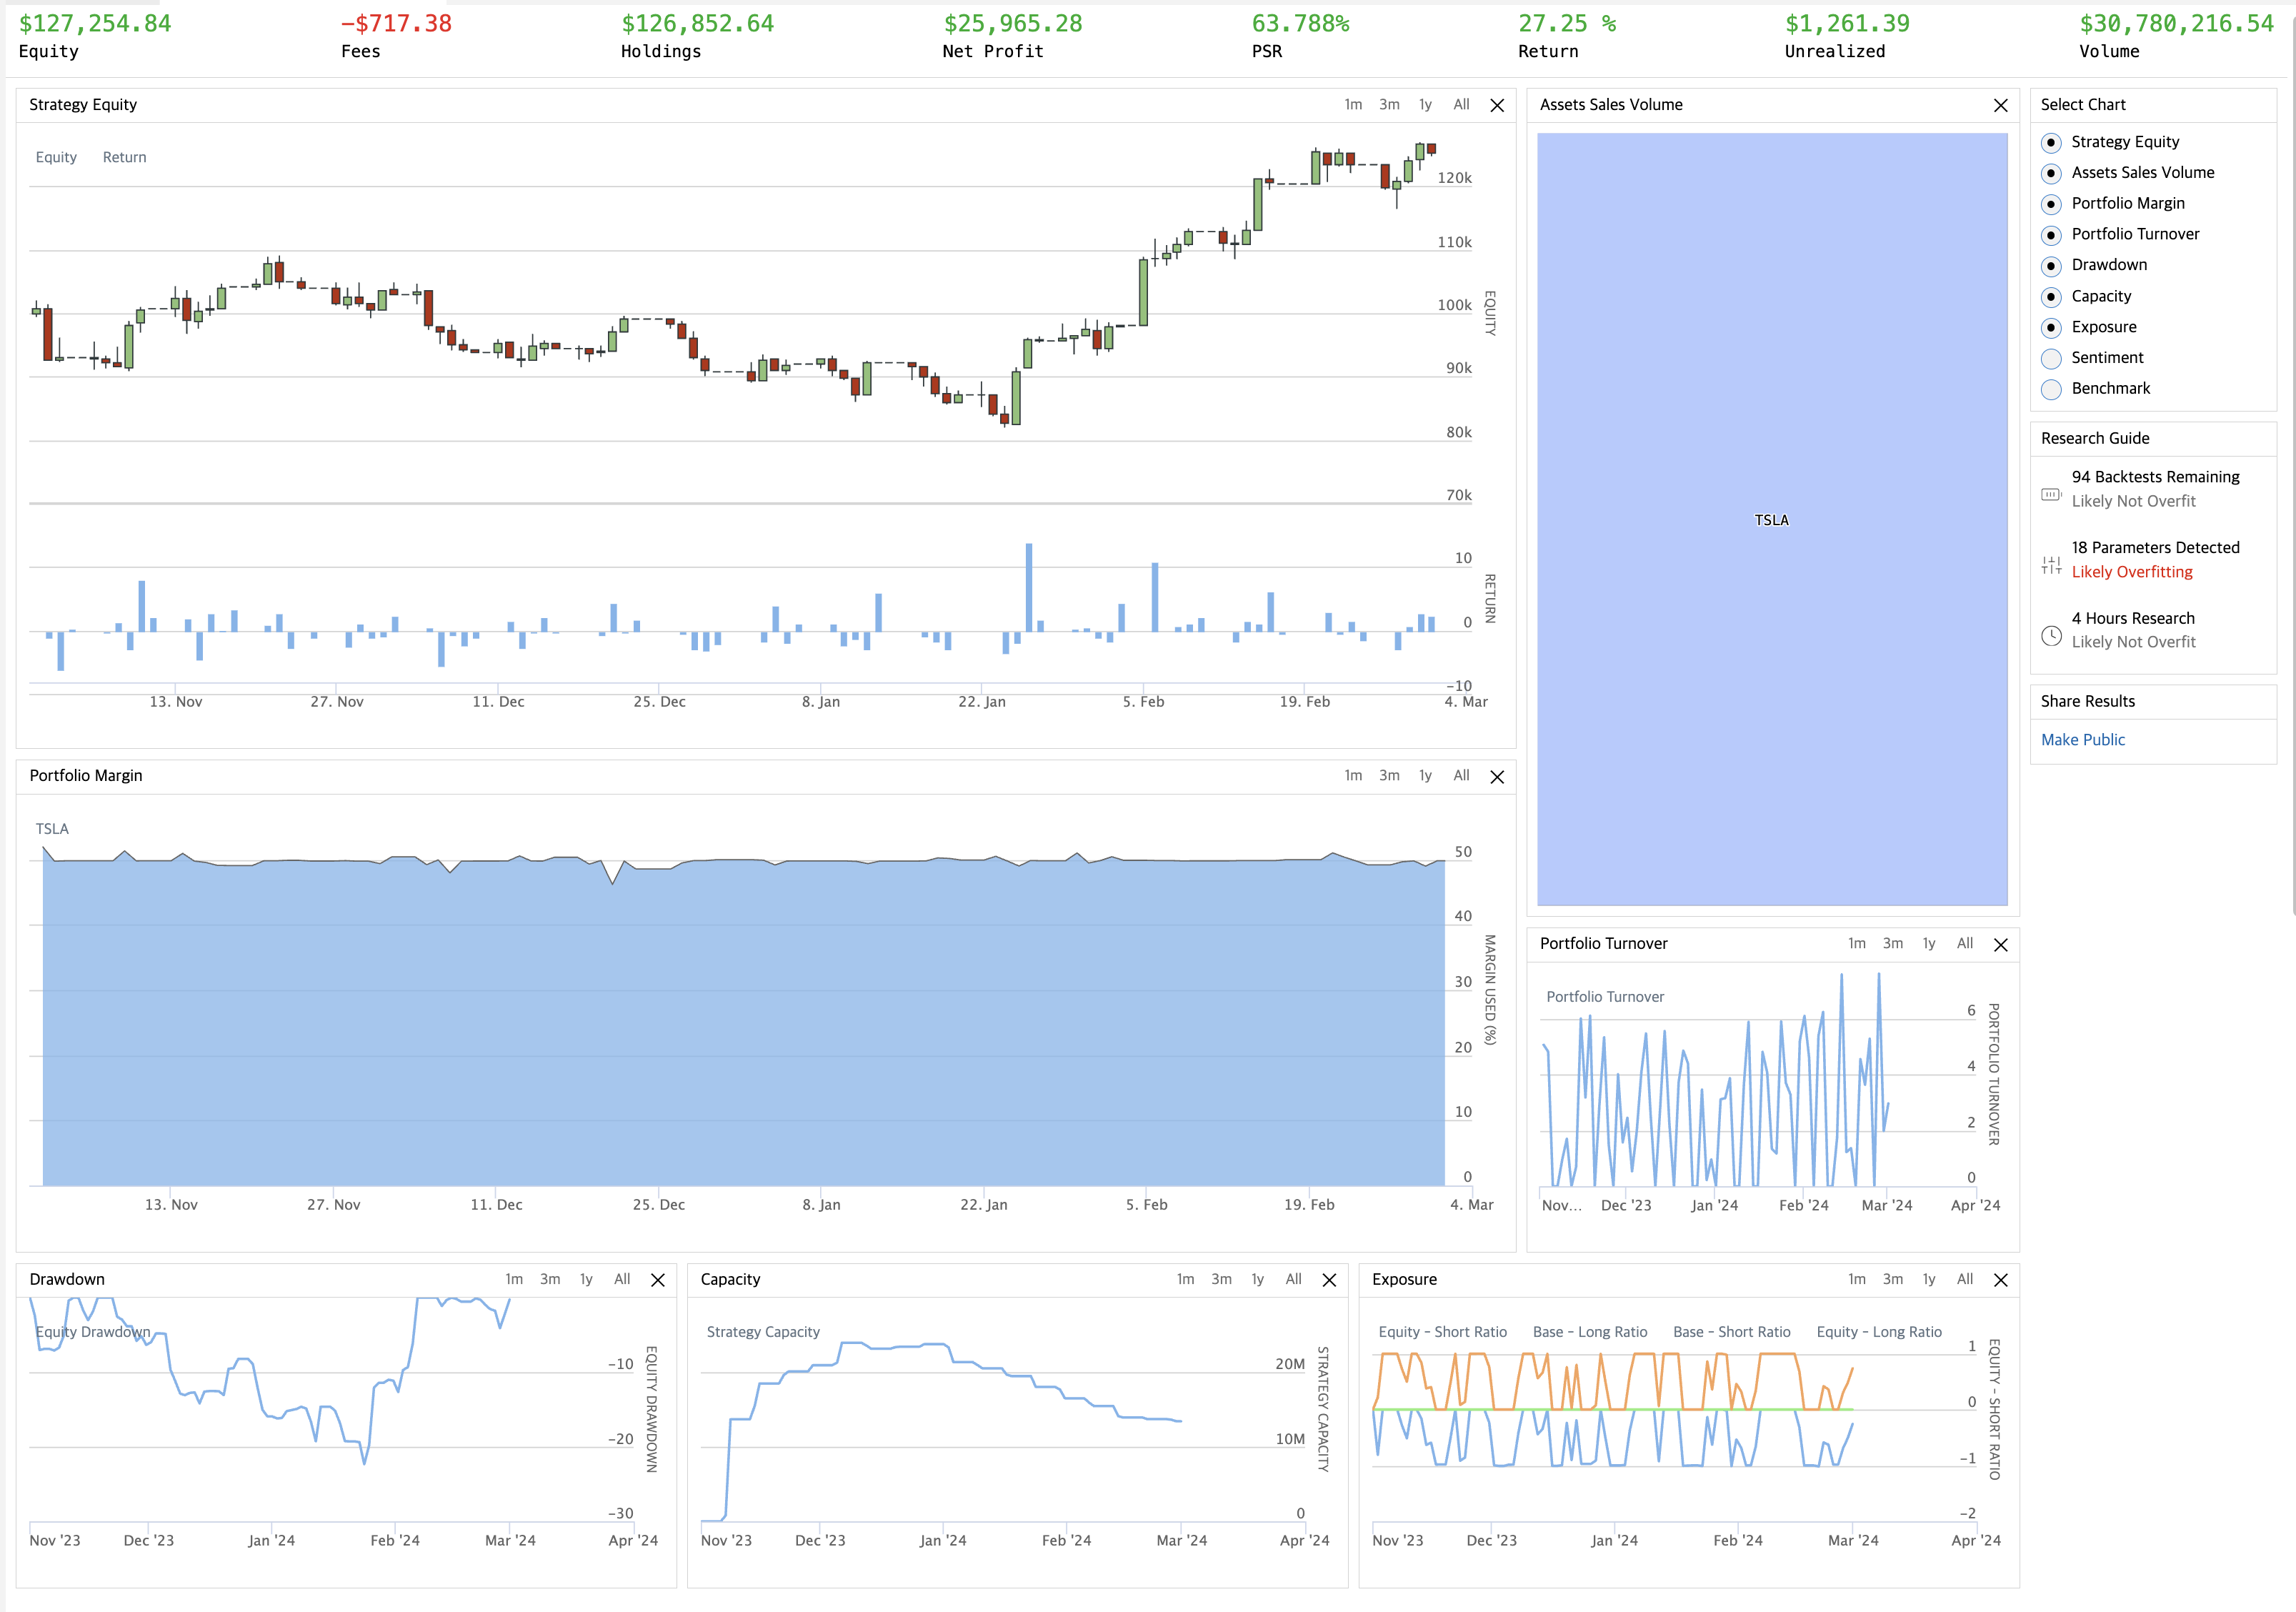 $127,254.84
Equity
−$717.38
Fees
$126,852.64
Holdings
$25,965.28
Net Profit
63.788%
PSR
27.25 %
Return
$1,261.39
Unrealized
$30,780,216.54
Volume
Strategy Equity
1m 3m 1y All
Equity Return
120k
110k
100k
90k
80k
70k
EQUITY
10
0
−10
RETURN
13. Nov 27. Nov 11. Dec 25. Dec 8. Jan 22. Jan 5. Feb 19. Feb 4. Mar
Assets Sales Volume
TSLA
Select Chart
Strategy Equity
Assets Sales Volume
Portfolio Margin
Portfolio Turnover
Drawdown
Capacity
Exposure
Sentiment
Benchmark
Research Guide
94 Backtests Remaining
Likely Not Overfit
18 Parameters Detected
Likely Overfitting
4 Hours Research
Likely Not Overfit
Share Results
Make Public
Portfolio Margin
1m 3m 1y All
TSLA
50
40
30
20
10
0
MARGIN USED (%)
13. Nov 27. Nov 11. Dec 25. Dec 8. Jan 22. Jan 5. Feb 19. Feb 4. Mar
Portfolio Turnover
1m 3m 1y All
Portfolio Turnover
6
4
2
0
PORTFOLIO TURNOVER
Nov... Dec '23 Jan '24 Feb '24 Mar '24 Apr '24
Drawdown
1m 3m 1y All
Equity Drawdown
−10
−20
−30
EQUITY DRAWDOWN
Nov '23 Dec '23 Jan '24 Feb '24 Mar '24 Apr '24
Capacity
1m 3m 1y All
Strategy Capacity
20M
10M
0
STRATEGY CAPACITY
Nov '23 Dec '23 Jan '24 Feb '24 Mar '24 Apr '24
Exposure
1m 3m 1y All
Equity - Short Ratio Base - Long Ratio Base - Short Ratio Equity - Long Ratio
1
0
−1
−2
EQUITY - SHORT RATIO
Nov '23 Dec '23 Jan '24 Feb '24 Mar '24 Apr '24